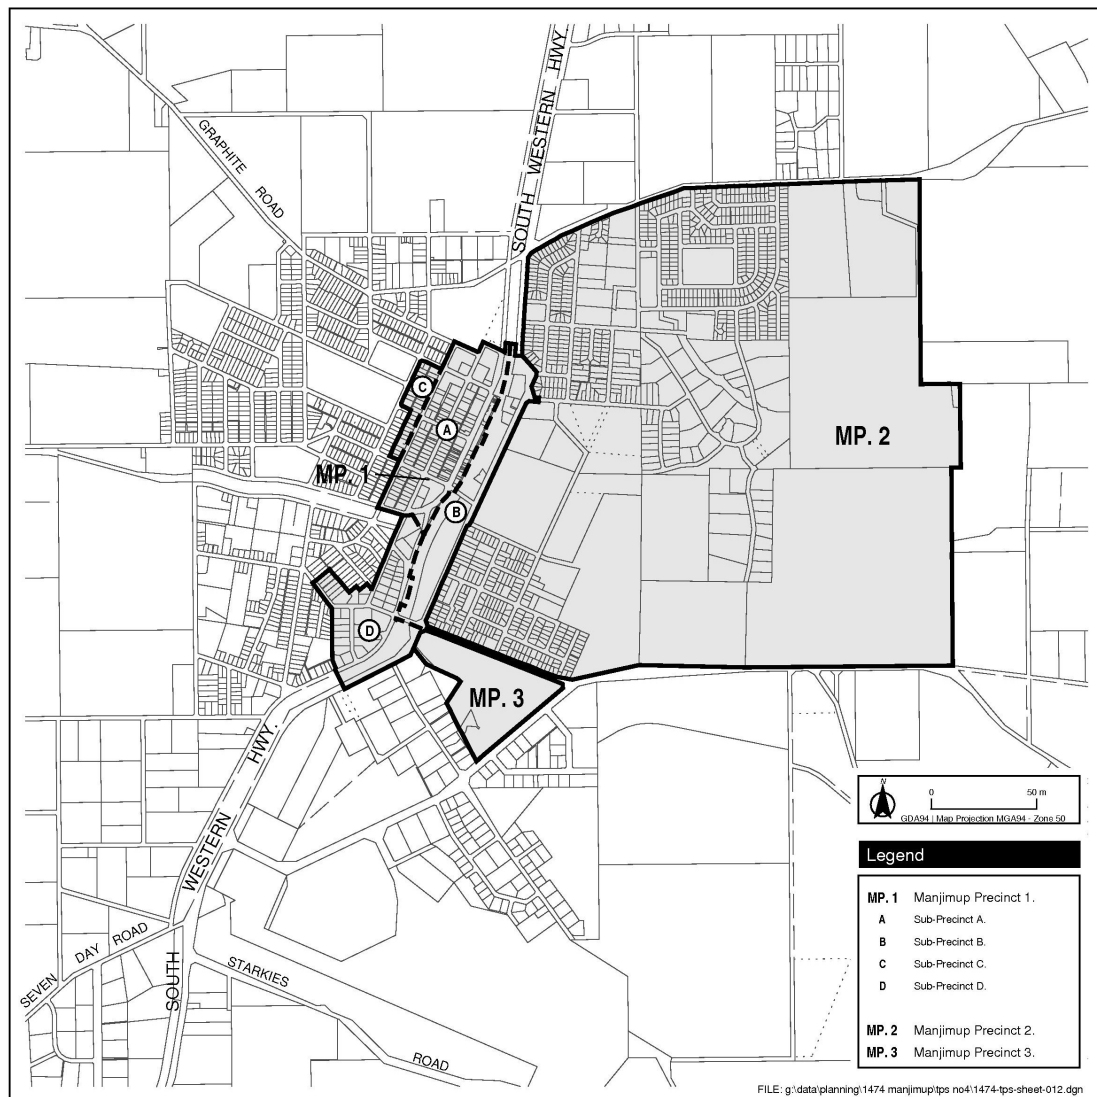 SOUTH WESTERN HWY.
GRAPHITE ROAD
C
A
MP. 1
B
MP. 2
D
MP. 3
SOUTH WESTERN HWY.
SEVEN DAY ROAD
STARKIES ROAD
N
0 50 m
GDA94 | Map Projection MGA94 - Zone 50
Legend
MP. 1 Manjimup Precinct 1.
A Sub-Precinct A.
B Sub-Precinct B.
C Sub-Precinct C.
D Sub-Precinct D.
MP. 2 Manjimup Precinct 2.
MP. 3 Manjimup Precinct 3.
FILE: g:\data\planning\1474 manjimup\tps no4\1474-tps-sheet-012.dgn